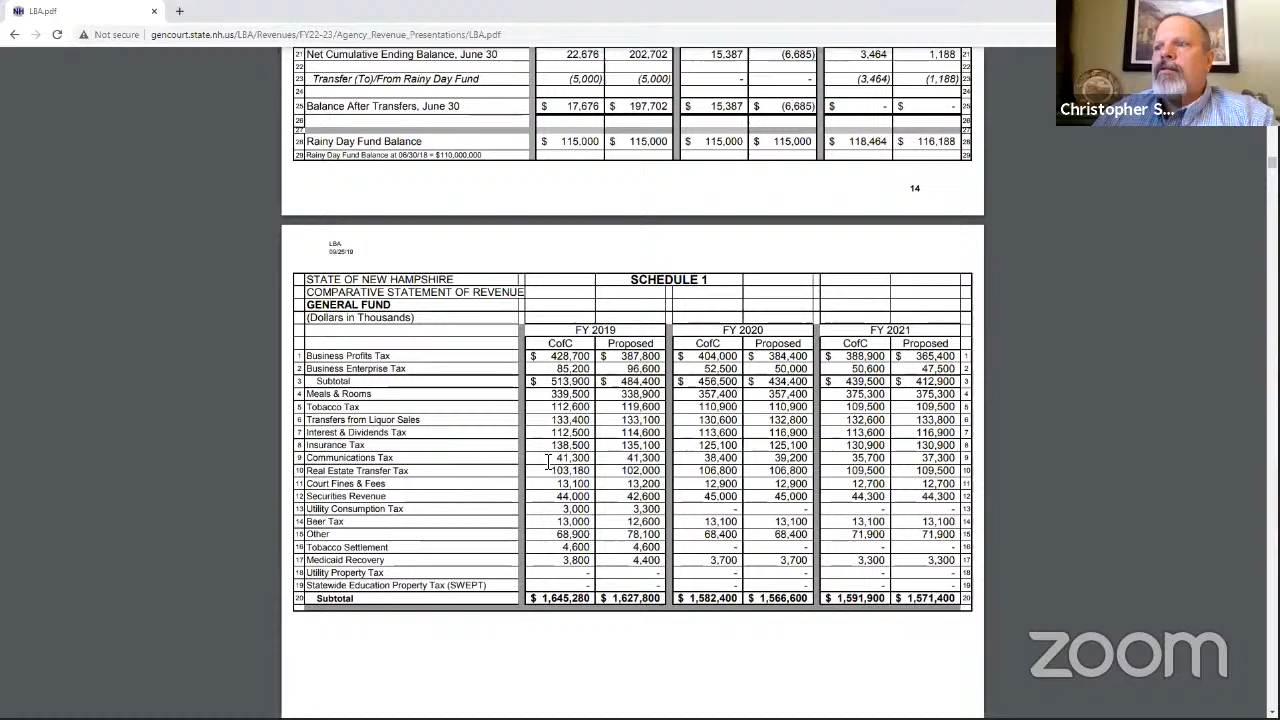 LBA.pdf
Not secure gencourt.state.nh.us/LBA/Revenues/FY22-23/Agency_Revenue_Presentations/LBA.pdf
Christopher S...
21 Net Cumulative Ending Balance, June 30 22,676 202,702 15,387 (6,685) 3,464 1,188 21
22 22
23 Transfer (To)/From Rainy Day Fund (5,000) (5,000) - - (3,464) (1,188) 23
24 24
25 Balance After Transfers, June 30 $ 17,676 $ 197,702 $ 15,387 $ (6,685) $ - $ - 25
26 26
27 27
28 Rainy Day Fund Balance $ 115,000 $ 115,000 $ 115,000 $ 115,000 $ 118,464 $ 116,188 28
29 Rainy Day Fund Balance at 06/30/18 = $110,000,000 29
14
LBA
09/25/19
STATE OF NEW HAMPSHIRE SCHEDULE 1
COMPARATIVE STATEMENT OF REVENUE
GENERAL FUND
(Dollars in Thousands)
FY 2019 FY 2020 FY 2021
CofC Proposed CofC Proposed CofC Proposed
1 Business Profits Tax $ 428,700 $ 387,800 $ 404,000 $ 384,400 $ 388,900 $ 365,400 1
2 Business Enterprise Tax 85,200 96,600 52,500 50,000 50,600 47,500 2
3 Subtotal $ 513,900 $ 484,400 $ 456,500 $ 434,400 $ 439,500 $ 412,900 3
4 Meals & Rooms 339,500 338,900 357,400 357,400 375,300 375,300 4
5 Tobacco Tax 112,600 119,600 110,900 110,900 109,500 109,500 5
6 Transfers from Liquor Sales 133,400 133,100 130,600 132,800 132,600 133,800 6
7 Interest & Dividends Tax 112,500 114,600 113,600 116,900 113,600 116,900 7
8 Insurance Tax 138,500 135,100 125,100 125,100 130,900 130,900 8
9 Communications Tax 41,300 41,300 38,400 39,200 35,700 37,300 9
10 Real Estate Transfer Tax 103,180 102,000 106,800 106,800 109,500 109,500 10
11 Court Fines & Fees 13,100 13,200 12,900 12,900 12,700 12,700 11
12 Securities Revenue 44,000 42,600 45,000 45,000 44,300 44,300 12
13 Utility Consumption Tax 3,000 3,300 - - - - 13
14 Beer Tax 13,000 12,600 13,100 13,100 13,100 13,100 14
15 Other 68,900 78,100 68,400 68,400 71,900 71,900 15
16 Tobacco Settlement 4,600 4,600 - - - - 16
17 Medicaid Recovery 3,800 4,400 3,700 3,700 3,300 3,300 17
18 Utility Property Tax - - - - - - 18
19 Statewide Education Property Tax (SWEPT) - - - - - - 19
20 Subtotal $ 1,645,280 $ 1,627,800 $ 1,582,400 $ 1,566,600 $ 1,591,900 $ 1,571,400 20
zoom